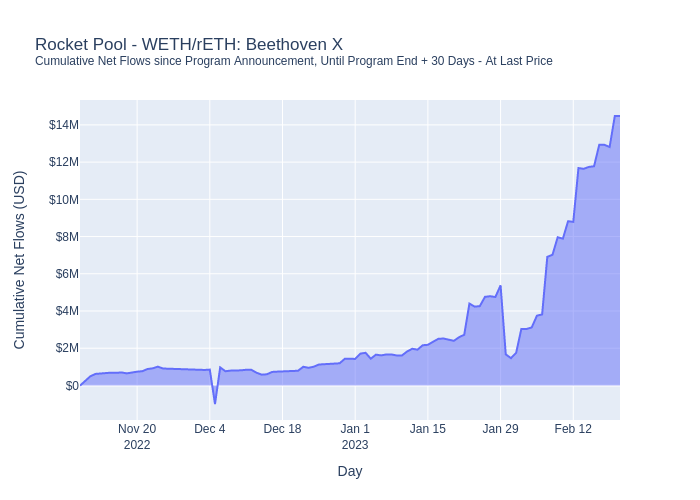 Rocket Pool - WETH/rETH: Beethoven X
Cumulative Net Flows since Program Announcement, Until Program End + 30 Days - At Last Price
Cumulative Net Flows (USD)
$14M
$12M
$10M
$8M
$6M
$4M
$2M
$0
Nov 20
2022
Dec 4
Dec 18
Jan 1
2023
Jan 15
Jan 29
Feb 12
Day